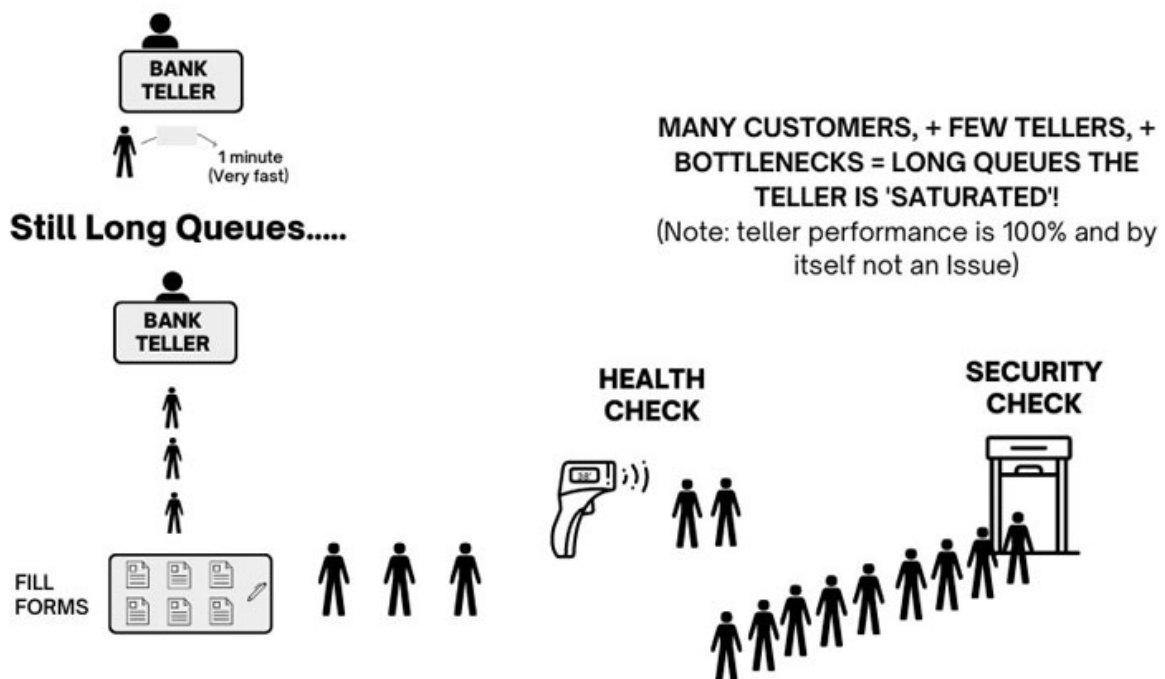 BANK
TELLER
1 minute
(Very fast)
Still Long Queues.....
MANY CUSTOMERS, + FEW TELLERS, +
BOTTLENECKS = LONG QUEUES THE
TELLER IS 'SATURATED'!
(Note: teller performance is 100% and by
itself not an Issue)
BANK
TELLER
HEALTH
CHECK
SECURITY
CHECK
FILL
FORMS